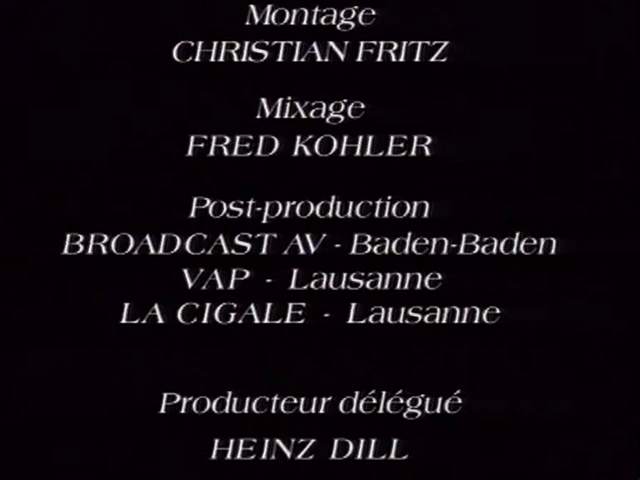 Montage
CHRISTIAN FRITZ
Mixage
FRED KOHLER
Post-production
BROADCAST AV - Baden-Baden
VAP - Lausanne
LA CIGALE - Lausanne
Producteur délégué
HEINZ DILL